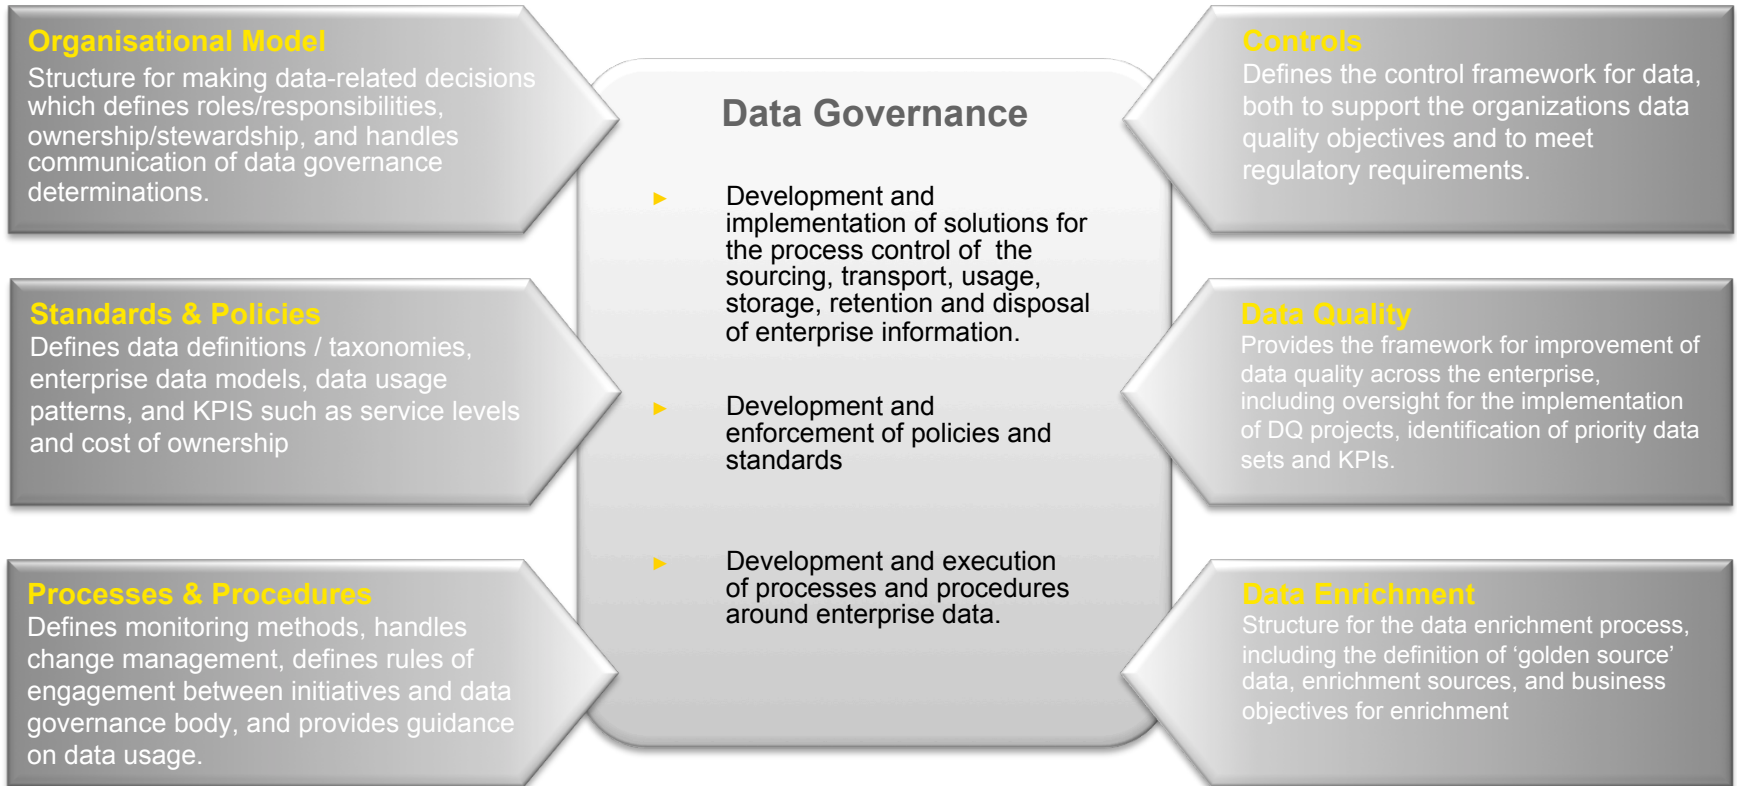 Organisational Model
Structure for making data-related decisions
which defines roles/responsibilities,
ownership/stewardship, and handles
communication of data governance
determinations.
Standards & Policies
Defines data definitions / taxonomies,
enterprise data models, data usage
patterns, and KPIS such as service levels
and cost of ownership
Processes & Procedures
Defines monitoring methods, handles
change management, defines rules of
engagement between initiatives and data
governance body, and provides guidance
on data usage.
Data Governance
► Development and
implementation of solutions for
the process control of  the
sourcing, transport, usage,
storage, retention and disposal
of enterprise information.
► Development and
enforcement of policies and
standards
► Development and execution
of processes and procedures
around enterprise data.
Controls
Defines the control framework for data,
both to support the organizations data
quality objectives and to meet
regulatory requirements.
Data Quality
Provides the framework for improvement of
data quality across the enterprise,
including oversight for the implementation
of DQ projects, identification of priority data
sets and KPIs.
Data Enrichment
Structure for the data enrichment process,
including the definition of ‘golden source’
data, enrichment sources, and business
objectives for enrichment